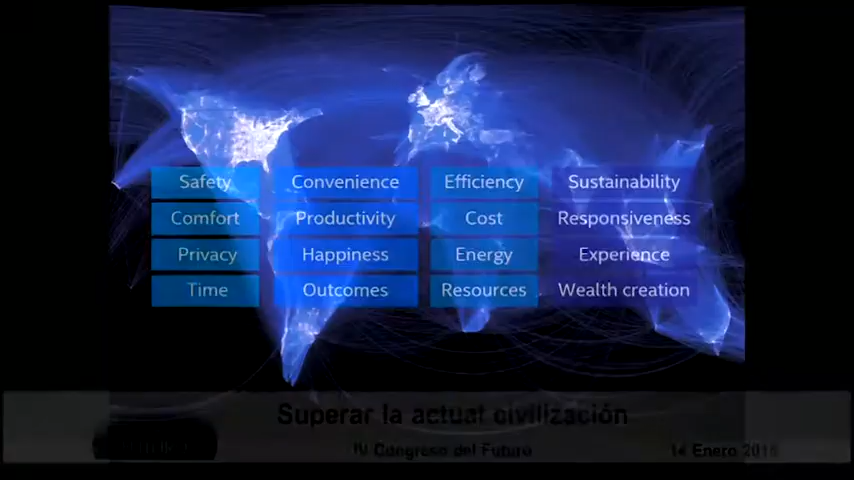 Safety Convenience Efficiency Sustainability
Comfort Productivity Cost Responsiveness
Privacy Happiness Energy Experience
Time Outcomes Resources Wealth creation
Superar la actual civilización
IV Congreso del Futuro 14 Enero 2015